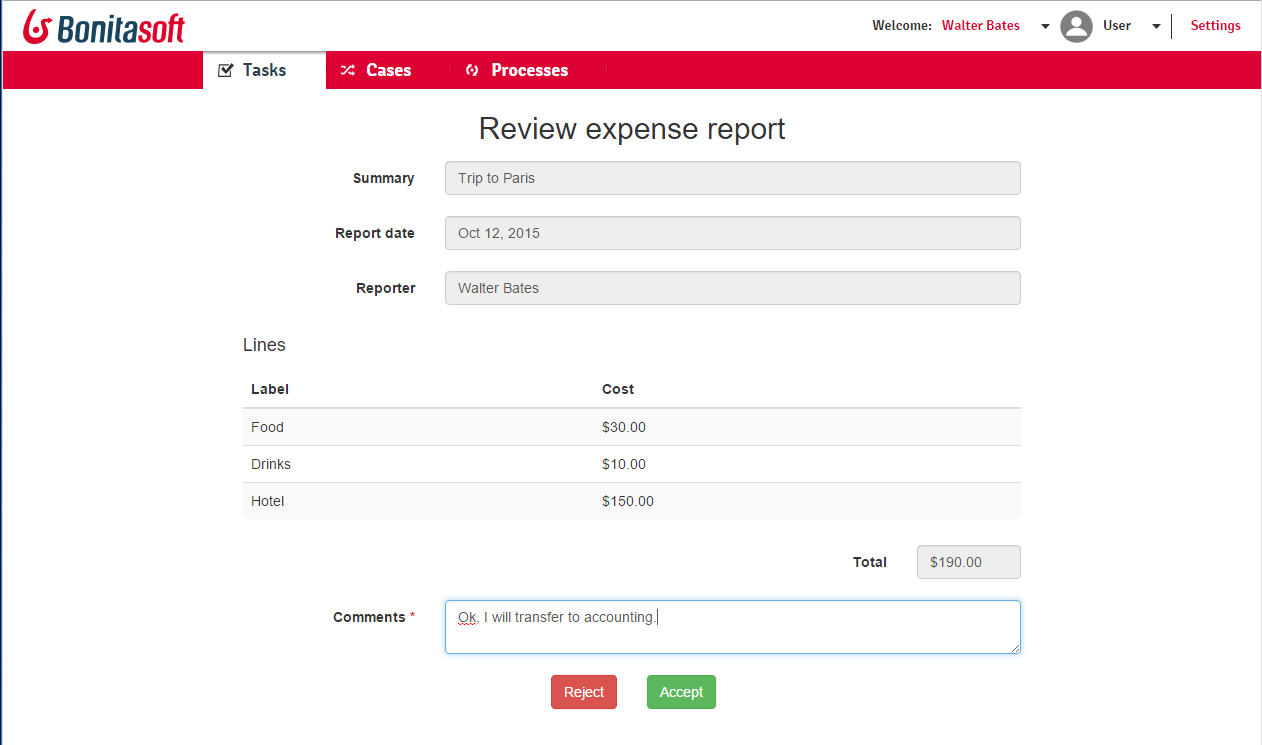 Bonitasoft
Welcome: Walter Bates User Settings
Tasks Cases Processes
Review expense report
Summary Trip to Paris
Report date Oct 12, 2015
Reporter Walter Bates
Lines
Label Cost
Food $30.00
Drinks $10.00
Hotel $150.00
Total $190.00
Comments * Ok, I will transfer to accounting.
Reject Accept